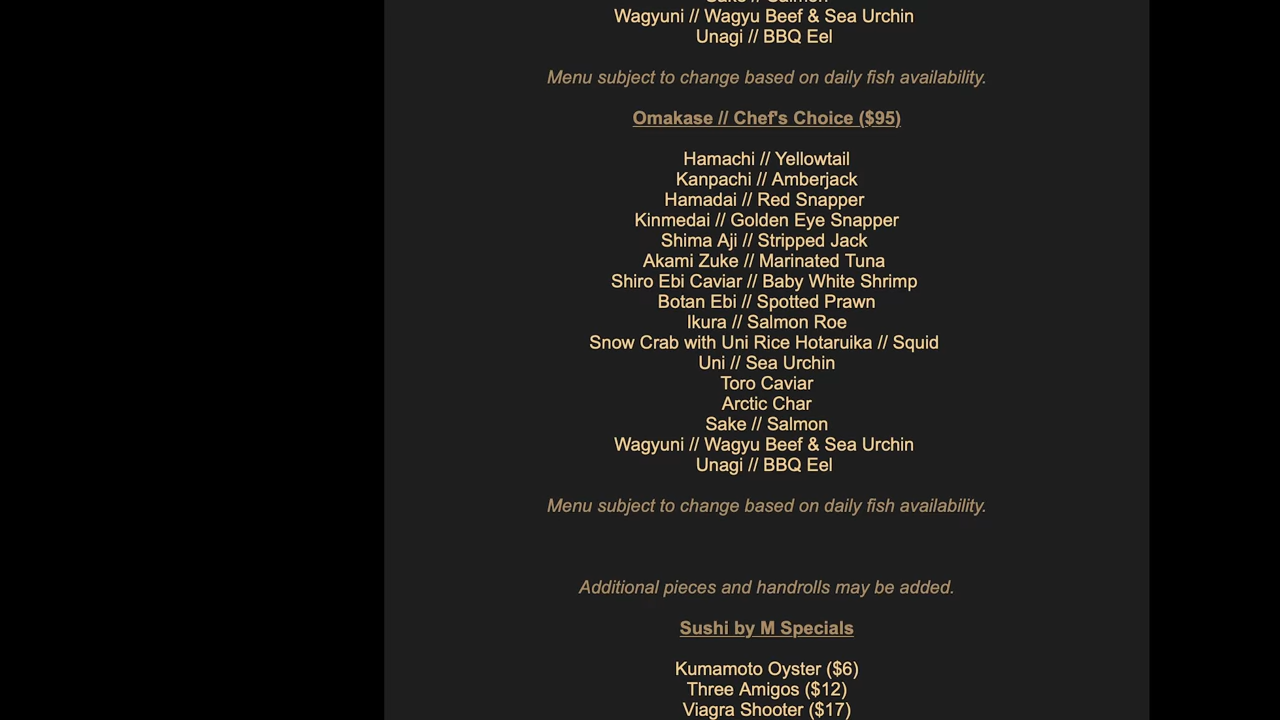 Sake // Salmon
Wagyuni // Wagyu Beef & Sea Urchin
Unagi // BBQ Eel
Menu subject to change based on daily fish availability.
Omakase // Chef's Choice ($95)
Hamachi // Yellowtail
Kanpachi // Amberjack
Hamadai // Red Snapper
Kinmedai // Golden Eye Snapper
Shima Aji // Stripped Jack
Akami Zuke // Marinated Tuna
Shiro Ebi Caviar // Baby White Shrimp
Botan Ebi // Spotted Prawn
Ikura // Salmon Roe
Snow Crab with Uni Rice Hotaruika // Squid
Uni // Sea Urchin
Toro Caviar
Arctic Char
Sake // Salmon
Wagyuni // Wagyu Beef & Sea Urchin
Unagi // BBQ Eel
Menu subject to change based on daily fish availability.
Additional pieces and handrolls may be added.
Sushi by M Specials
Kumamoto Oyster ($6)
Three Amigos ($12)
Viagra Shooter ($17)